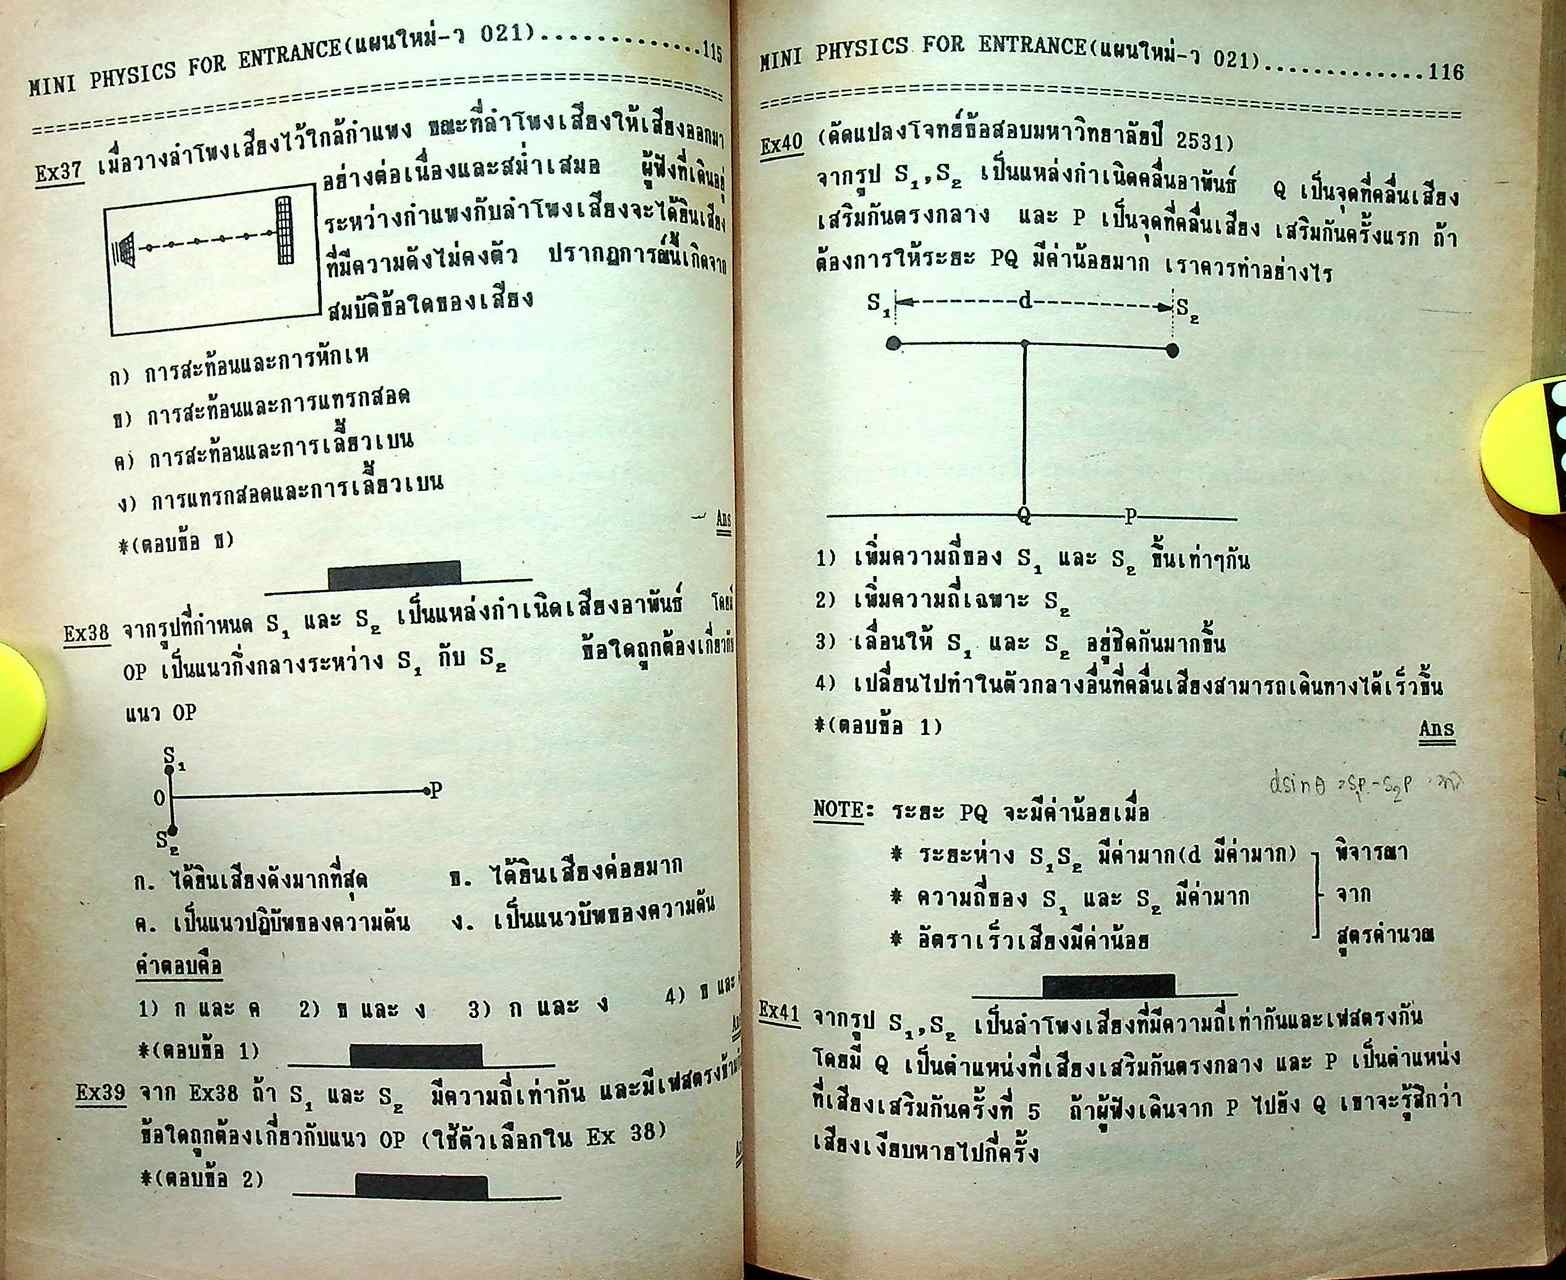 MINI PHYSICS FOR ENTRANCE(แผนใหม่-ว 021)..............115
Ex37 เมื่อวางลำโพงเสียงไว้ใกล้กำแพง ขณะที่ลำโพงเสียงให้เสียงออกมา
อย่างต่อเนื่องและสม่ำเสมอ ผู้ฟังที่เดินอยู่
ระหว่างกำแพงกับลำโพงเสียงจะได้ยินเสียง
ที่มีความดังไม่คงตัว ปรากฏการณ์นี้เกิดจาก
สมบัติข้อใดของเสียง
ก) การสะท้อนและการหักเห
ข) การสะท้อนและการแทรกสอด
ค) การสะท้อนและการเลี้ยวเบน
ง) การแทรกสอดและการเลี้ยวเบน
*(ตอบข้อ ข) Ans
Ex38 จากรูปที่กำหนด S₁ และ S₂ เป็นแหล่งกำเนิดเสียงอาพันธ์ โดยมี
OP เป็นแนวกึ่งกลางระหว่าง S₁ กับ S₂ ข้อใดถูกต้องเกี่ยวกับ
แนว OP
S₁
O P
S₂
ก. ได้ยินเสียงดังมากที่สุด ข. ได้ยินเสียงค่อยมาก
ค. เป็นแนวปฏิบัพของความดัน ง. เป็นแนวบัพของความดัน
คำตอบคือ
1) ก และ ค 2) ข และ ง 3) ก และ ง 4) ข และ
*(ตอบข้อ 1)
Ex39 จาก Ex38 ถ้า S₁ และ S₂ มีความถี่เท่ากัน และมีเฟสตรงข้าม
ข้อใดถูกต้องเกี่ยวกับแนว OP (ใช้ตัวเลือกใน Ex 38)
*(ตอบข้อ 2)
MINI PHYSICS FOR ENTRANCE(แผนใหม่-ว 021)..............116
Ex40 (คัดแปลงโจทย์ข้อสอบมหาวิทยาลัยปี 2531)
จากรูป S₁,S₂ เป็นแหล่งกำเนิดคลื่นอาพันธ์ Q เป็นจุดที่คลื่นเสียง
เสริมกันตรงกลาง และ P เป็นจุดที่คลื่นเสียง เสริมกันครั้งแรก ถ้า
ต้องการให้ระยะ PQ มีค่าน้อยมาก เราควรทำอย่างไร
S₁ d S₂
Q P
1) เพิ่มความถี่ของ S₁ และ S₂ ขึ้นเท่าๆกัน
2) เพิ่มความถี่เฉพาะ S₂
3) เลื่อนให้ S₁ และ S₂ อยู่ชิดกันมากขึ้น
4) เปลี่ยนไปทำในตัวกลางอื่นที่คลื่นเสียงสามารถเดินทางได้เร็วขึ้น
*(ตอบข้อ 1) Ans
dsinθ = S₁P - S₂P
NOTE: ระยะ PQ จะมีค่าน้อยเมื่อ
* ระยะห่าง S₁S₂ มีค่ามาก(d มีค่ามาก) พิจารณา
* ความถี่ของ S₁ และ S₂ มีค่ามาก จาก
* อัตราเร็วเสียงมีค่าน้อย สูตรคำนวณ
Ex41 จากรูป S₁,S₂ เป็นลำโพงเสียงที่มีความถี่เท่ากันและเฟสตรงกัน
โดยมี Q เป็นตำแหน่งที่เสียงเสริมกันตรงกลาง และ P เป็นตำแหน่ง
ที่เสียงเสริมกันครั้งที่ 5 ถ้าผู้ฟังเดินจาก P ไปยัง Q เขาจะรู้สึกว่า
เสียงเงียบหายไปกี่ครั้ง